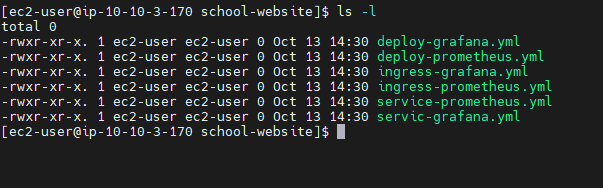 [ec2-user@ip-10-10-3-170 school-website]$ ls -l
total 0
-rwxr-xr-x. 1 ec2-user ec2-user 0 Oct 13 14:30 deploy-grafana.yml
-rwxr-xr-x. 1 ec2-user ec2-user 0 Oct 13 14:30 deploy-prometheus.yml
-rwxr-xr-x. 1 ec2-user ec2-user 0 Oct 13 14:30 ingress-grafana.yml
-rwxr-xr-x. 1 ec2-user ec2-user 0 Oct 13 14:30 ingress-prometheus.yml
-rwxr-xr-x. 1 ec2-user ec2-user 0 Oct 13 14:30 service-prometheus.yml
-rwxr-xr-x. 1 ec2-user ec2-user 0 Oct 13 14:30 servic-grafana.yml
[ec2-user@ip-10-10-3-170 school-website]$